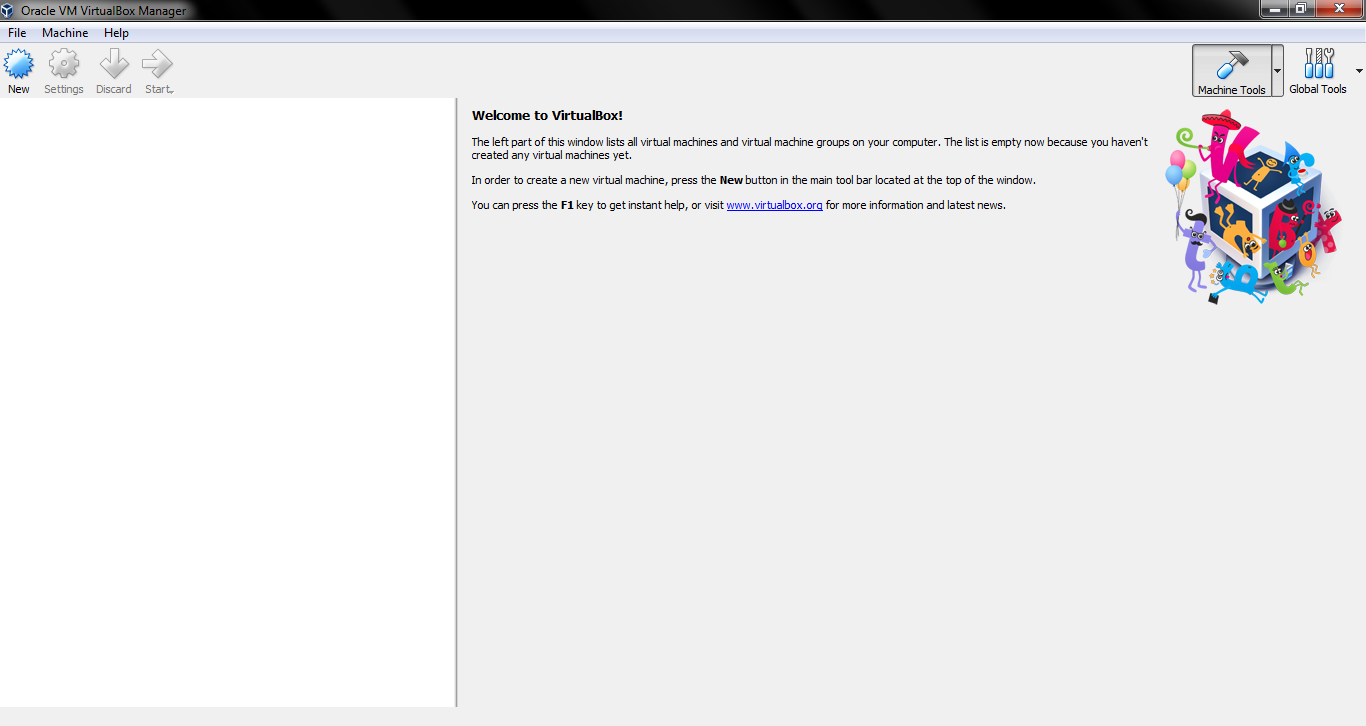 Oracle VM VirtualBox Manager
File Machine Help
New Settings Discard Start
Machine Tools Global Tools
Welcome to VirtualBox!
The left part of this window lists all virtual machines and virtual machine groups on your computer. The list is empty now because you haven't
created any virtual machines yet.
In order to create a new virtual machine, press the New button in the main tool bar located at the top of the window.
You can press the F1 key to get instant help, or visit www.virtualbox.org for more information and latest news.